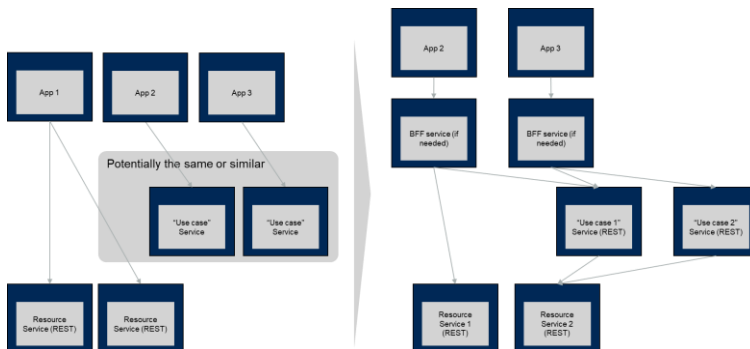 App 1
App 2
App 3
Potentially the same or similar
"Use case"
Service
"Use case"
Service
Resource
Service (REST)
Resource
Service (REST)
App 2
App 3
BFF service (if
needed)
BFF service (if
needed)
"Use case 1"
Service (REST)
"Use case 2"
Service (REST)
Resource
Service 1
(REST)
Resource
Service 2
(REST)